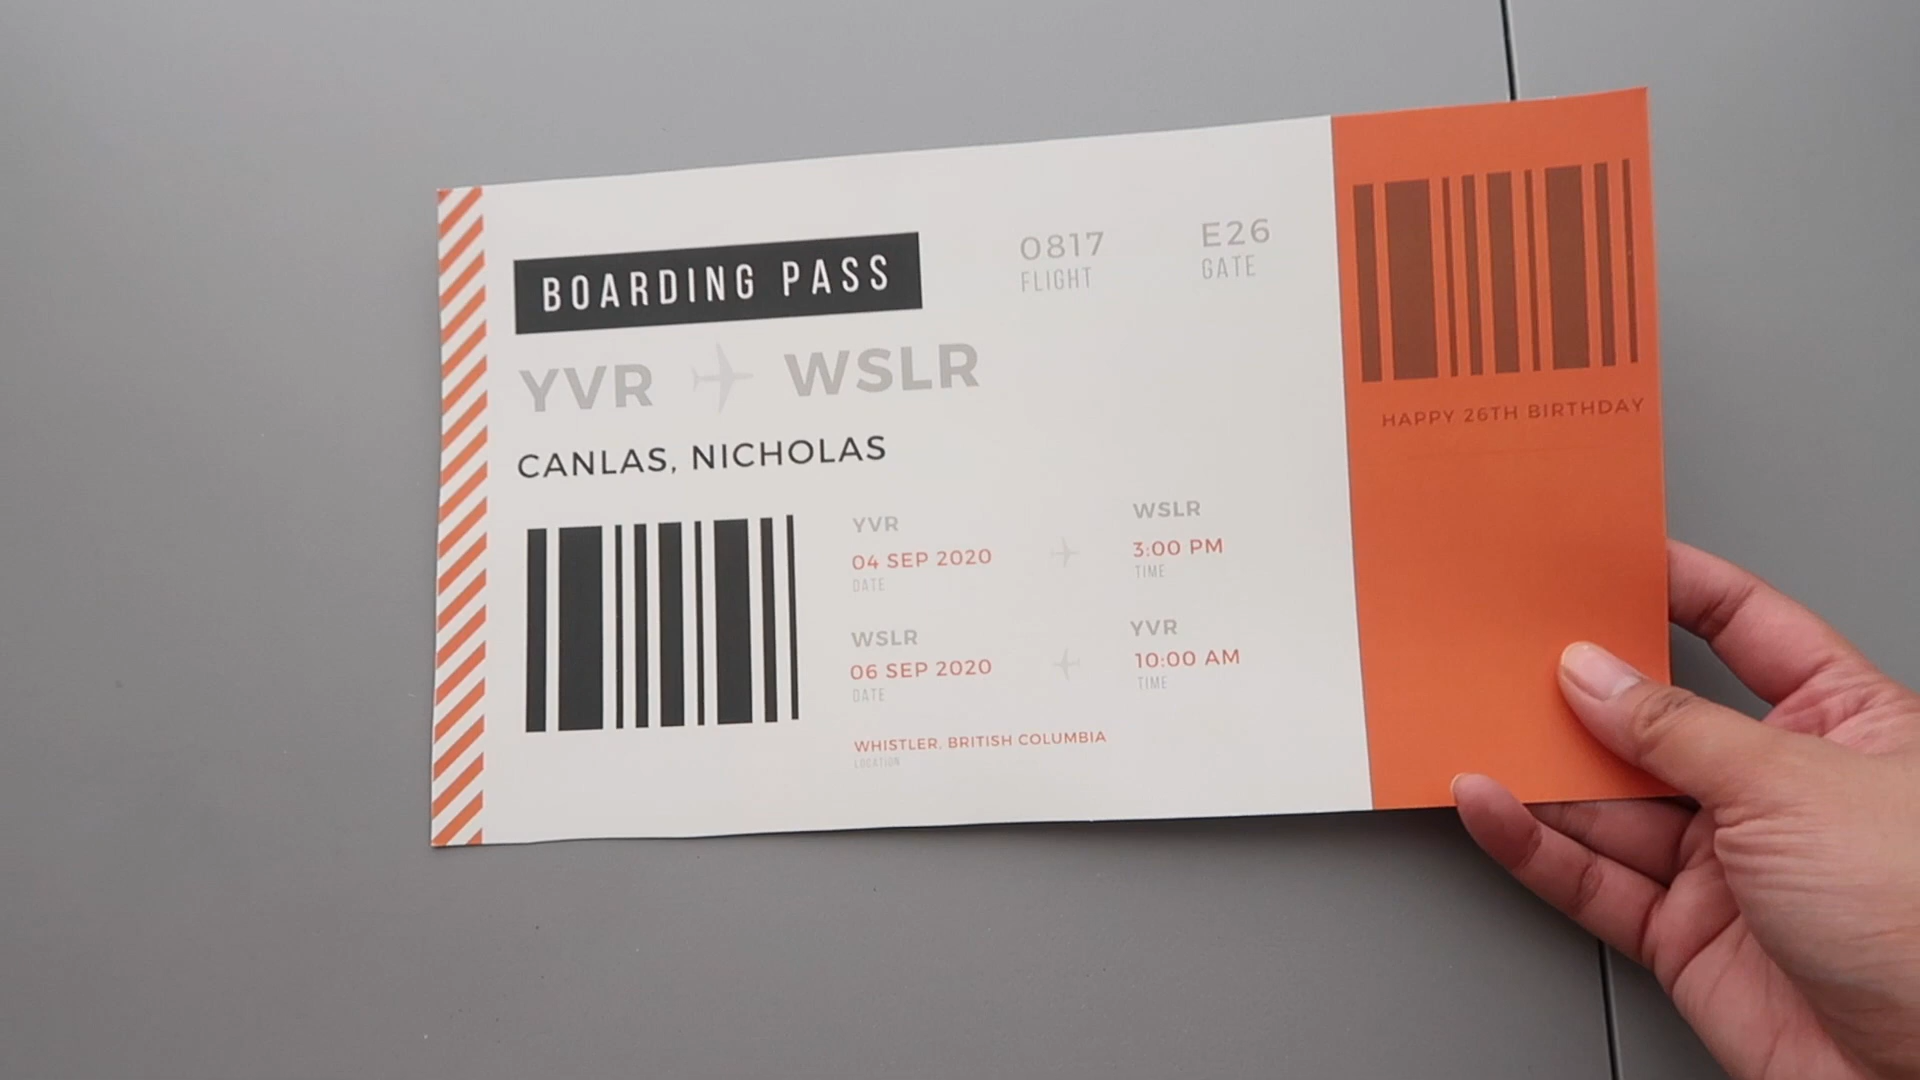 BOARDING PASS
0817
FLIGHT
E26
GATE
YVR WSLR
CANLAS, NICHOLAS
YVR WSLR
04 SEP 2020 3:00 PM
DATE TIME
WSLR YVR
06 SEP 2020 10:00 AM
DATE TIME
WHISTLER, BRITISH COLUMBIA
LOCATION
HAPPY 26TH BIRTHDAY